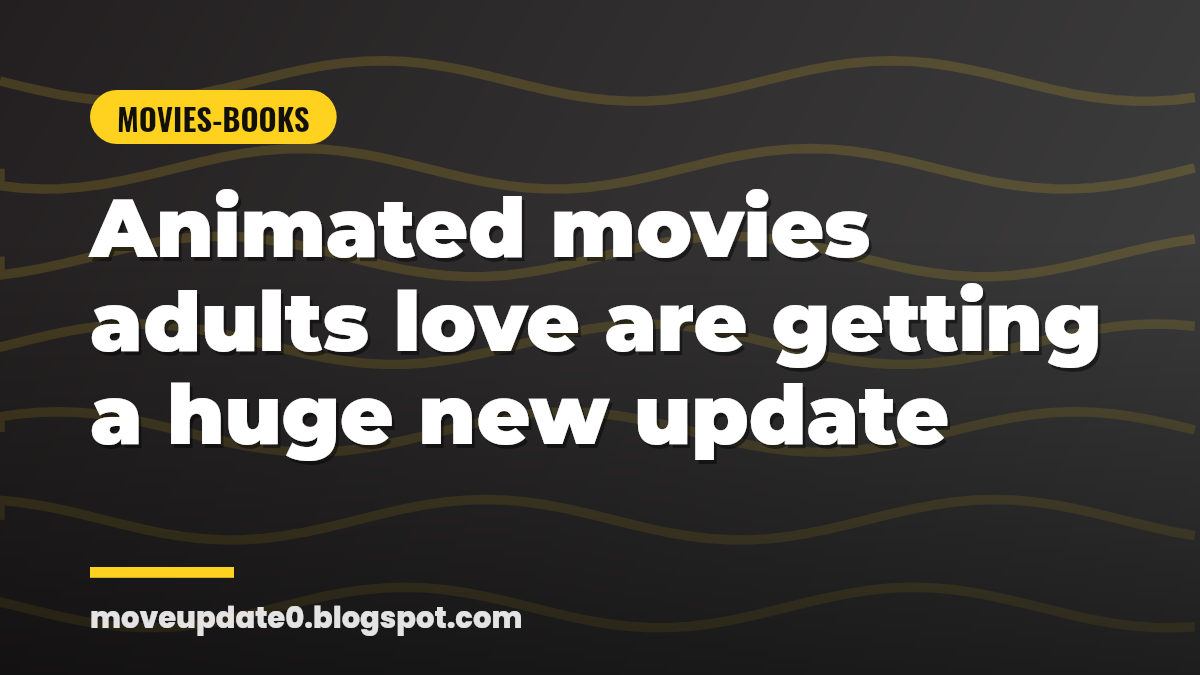 MOVIES-BOOKS
Animated movies
adults love are getting
a huge new update
moveupdate0.blogspot.com